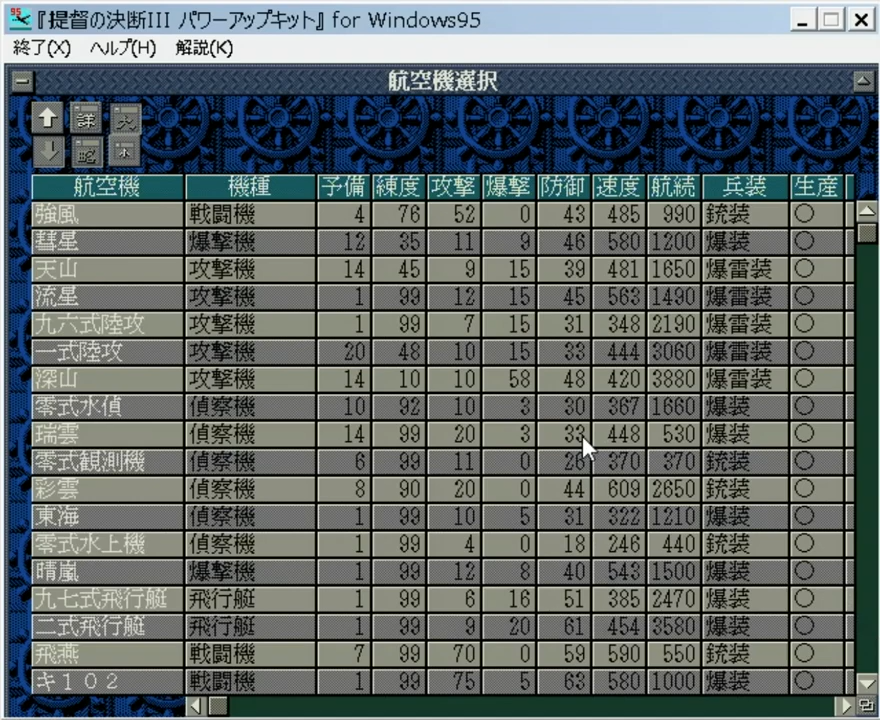 『提督の決断III パワーアップキット』 for Windows95
終了(X) ヘルプ(H) 解説(K)
航空機選択
詳 大
略 小
航空機 機種 予備 練度 攻撃 爆撃 防御 速度 航続 兵装 生産
強風 戦闘機 4 76 52 0 43 485 990 銃装 ○
彗星 爆撃機 12 35 11 9 46 580 1200 爆装 ○
天山 攻撃機 14 45 9 15 39 481 1650 爆雷装 ○
流星 攻撃機 1 99 12 15 45 563 1490 爆雷装 ○
九六式陸攻 攻撃機 1 99 7 15 31 348 2190 爆雷装 ○
一式陸攻 攻撃機 20 48 10 15 33 444 3060 爆雷装 ○
深山 攻撃機 14 10 10 58 48 420 3880 爆雷装 ○
零式水偵 偵察機 10 92 10 3 30 367 1660 爆装 ○
瑞雲 偵察機 14 99 20 3 33 448 530 爆装 ○
零式観測機 偵察機 6 99 11 0 26 370 370 銃装 ○
彩雲 偵察機 8 90 20 0 44 609 2650 銃装 ○
東海 偵察機 1 99 10 5 31 322 1210 爆装 ○
零式水上機 偵察機 1 99 4 0 18 246 440 銃装 ○
晴嵐 爆撃機 1 99 12 8 40 543 1500 爆装 ○
九七式飛行艇 飛行艇 1 99 6 16 51 385 2470 爆装 ○
二式飛行艇 飛行艇 1 99 9 20 61 454 3580 爆装 ○
飛燕 戦闘機 7 99 70 0 59 590 550 銃装 ○
キ102 戦闘機 1 99 75 5 63 580 1000 爆装 ○